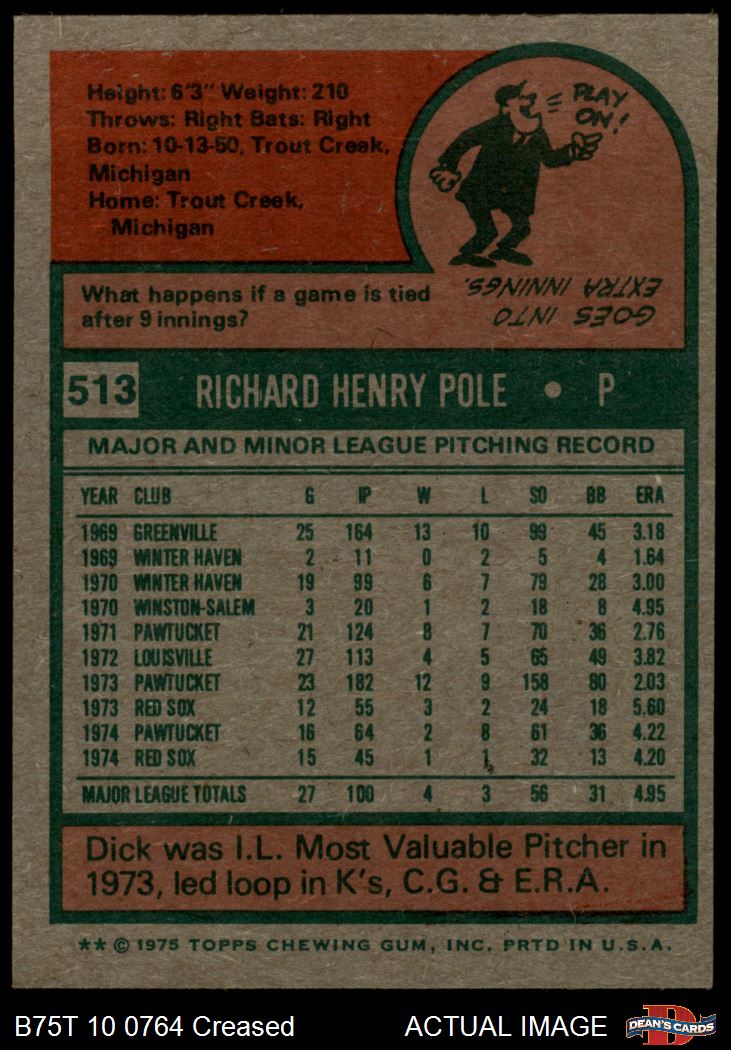 Height: 6'3" Weight: 210
Throws: Right Bats: Right
Born: 10-13-50, Trout Creek,
Michigan
Home: Trout Creek,
Michigan
PLAY
ON!
What happens if a game is tied
after 9 innings?
GOES INTO
EXTRA INNINGS.
513 RICHARD HENRY POLE • P
MAJOR AND MINOR LEAGUE PITCHING RECORD
YEAR CLUB G IP W L SO BB ERA
1969 GREENVILLE 25 164 13 10 99 45 3.18
1969 WINTER HAVEN 2 11 0 2 5 4 1.64
1970 WINTER HAVEN 19 99 6 7 79 28 3.00
1970 WINSTON-SALEM 3 20 1 2 18 8 4.95
1971 PAWTUCKET 21 124 8 7 70 36 2.76
1972 LOUISVILLE 27 113 4 5 65 49 3.82
1973 PAWTUCKET 23 182 12 9 158 80 2.03
1973 RED SOX 12 55 3 2 24 18 5.60
1974 PAWTUCKET 16 64 2 8 61 36 4.22
1974 RED SOX 15 45 1 1 32 13 4.20
MAJOR LEAGUE TOTALS 27 100 4 3 56 31 4.95
Dick was I.L. Most Valuable Pitcher in
1973, led loop in K's, C.G. & E.R.A.
** © 1975 TOPPS CHEWING GUM, INC. PRTD IN U.S.A.
B75T 10 0764 Creased ACTUAL IMAGE
DEAN'S CARDS